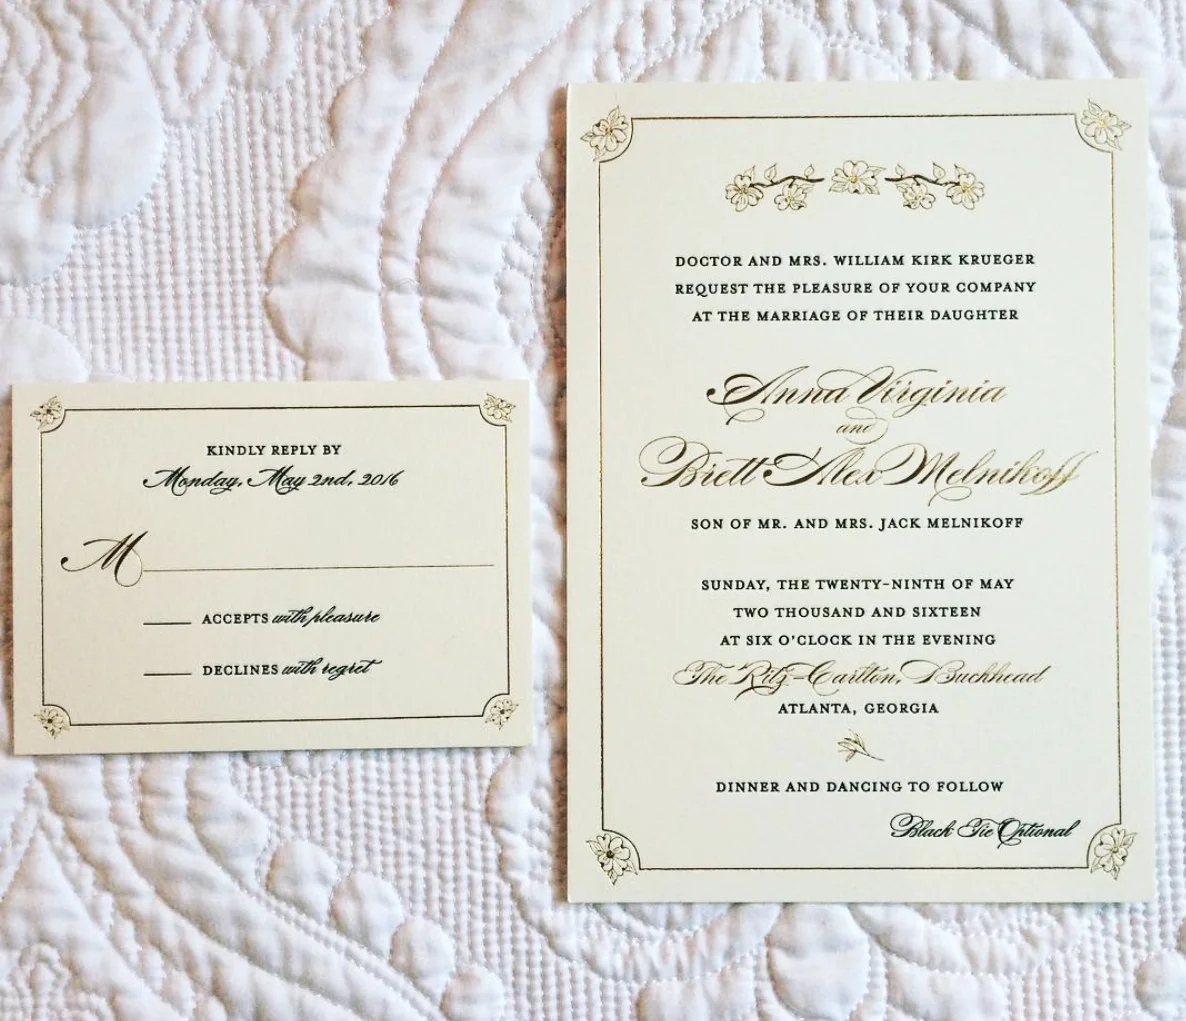 KINDLY REPLY BY
Monday, May 2nd, 2016
M
ACCEPTS with pleasure
DECLINES with regret
DOCTOR AND MRS. WILLIAM KIRK KRUEGER
REQUEST THE PLEASURE OF YOUR COMPANY
AT THE MARRIAGE OF THEIR DAUGHTER
Anna Virginia
and
Brett Alex Melnikoff
SON OF MR. AND MRS. JACK MELNIKOFF
SUNDAY, THE TWENTY-NINTH OF MAY
TWO THOUSAND AND SIXTEEN
AT SIX O'CLOCK IN THE EVENING
The Ritz-Carlton, Buckhead
ATLANTA, GEORGIA
DINNER AND DANCING TO FOLLOW
Black Tie Optional